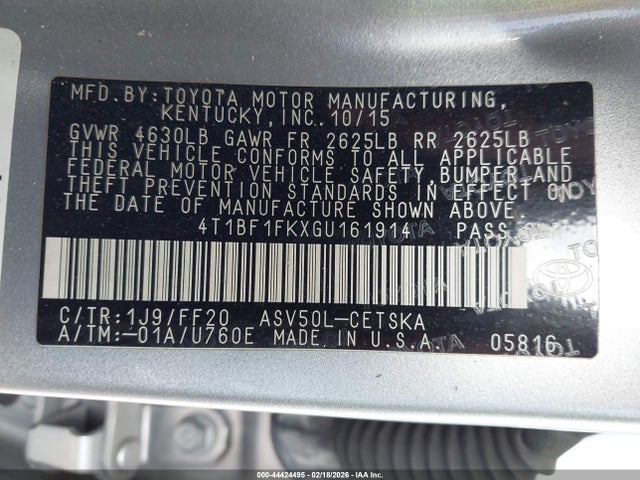 MFD. BY: TOYOTA MOTOR MANUFACTURING,
KENTUCKY, INC. 10/15
GVWR 4630LB GAWR FR 2625LB RR 2625LB
THIS VEHICLE CONFORMS TO ALL APPLICABLE
FEDERAL MOTOR VEHICLE SAFETY, BUMPER, AND
THEFT PREVENTION STANDARDS IN EFFECT ON
THE DATE OF MANUFACTURE SHOWN ABOVE.
4T1BF1FKXGU161914 PASS.
C/TR: 1J9/FF20 ASV50L-CETSKA
A/TM:-01A/U760E MADE IN U.S.A. 05816
TOYOTA
000-44424495 - 02/18/2026 - IAA Inc.